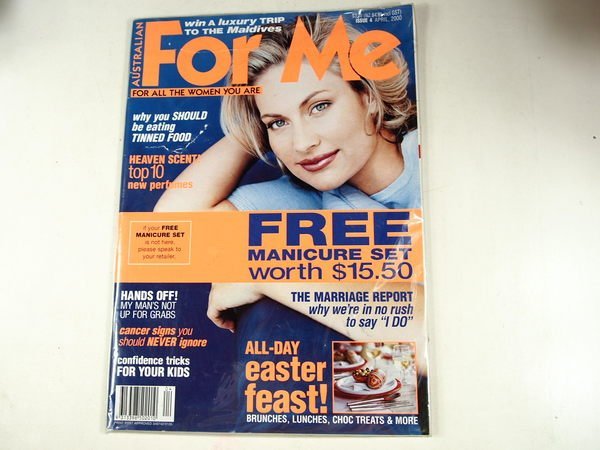 win a luxury TRIP
TO THE Maldives
ISSUE 4 APRIL, 2000
AUSTRALIAN
For Me
FOR ALL THE WOMEN YOU ARE
why you SHOULD
be eating
TINNED FOOD
HEAVEN SCENT!
top 10
new perfumes
if your FREE
MANICURE SET
is not here,
please speak to
your retailer.
FREE
MANICURE SET
worth $15.50
HANDS OFF!
MY MAN'S NOT
UP FOR GRABS
THE MARRIAGE REPORT
why we're in no rush
to say "I DO"
cancer signs you
should NEVER ignore
confidence tricks
FOR YOUR KIDS
ALL-DAY
easter
feast!
BRUNCHES, LUNCHES, CHOC TREATS & MORE